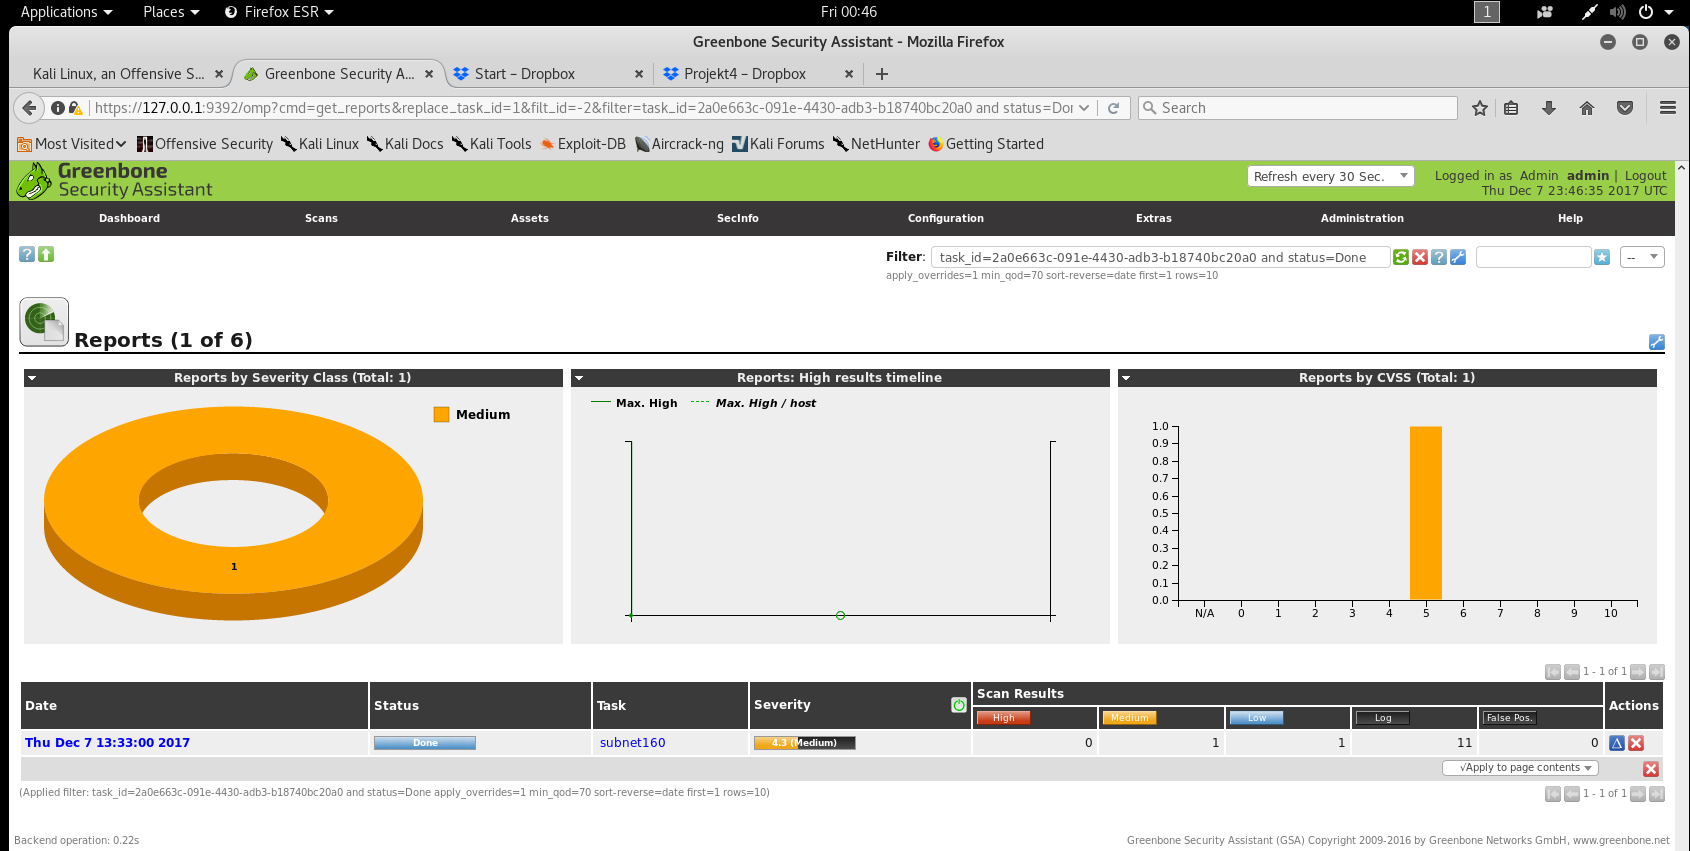 Applications Places Firefox ESR Fri 00:46 1
Greenbone Security Assistant - Mozilla Firefox
Kali Linux, an Offensive S... Greenbone Security A... Start – Dropbox Projekt4 – Dropbox
https://127.0.0.1:9392/omp?cmd=get_reports&replace_task_id=1&filt_id=-2&filter=task_id=2a0e663c-091e-4430-adb3-b18740bc20a0 and status=Dor Search
Most Visited Offensive Security Kali Linux Kali Docs Kali Tools Exploit-DB Aircrack-ng Kali Forums NetHunter Getting Started
Greenbone
Security Assistant
Refresh every 30 Sec. Logged in as Admin admin | Logout
Thu Dec 7 23:46:35 2017 UTC
Dashboard Scans Assets SecInfo Configuration Extras Administration Help
Filter: task_id=2a0e663c-091e-4430-adb3-b18740bc20a0 and status=Done --
apply_overrides=1 min_qod=70 sort-reverse=date first=1 rows=10
Reports (1 of 6)
Reports by Severity Class (Total: 1)
Medium
1
Reports: High results timeline
Max. High Max. High / host
Reports by CVSS (Total: 1)
1.0
0.9
0.8
0.7
0.6
0.5
0.4
0.3
0.2
0.1
0.0
N/A 0 1 2 3 4 5 6 7 8 9 10
1 - 1 of 1
Date Status Task Severity Scan Results Actions
High Medium Low Log False Pos.
Thu Dec 7 13:33:00 2017 Done subnet160 4.3 (Medium) 0 1 1 11 0
√Apply to page contents
(Applied filter: task_id=2a0e663c-091e-4430-adb3-b18740bc20a0 and status=Done apply_overrides=1 min_qod=70 sort-reverse=date first=1 rows=10) 1 - 1 of 1
Backend operation: 0.22s Greenbone Security Assistant (GSA) Copyright 2009-2016 by Greenbone Networks GmbH, www.greenbone.net